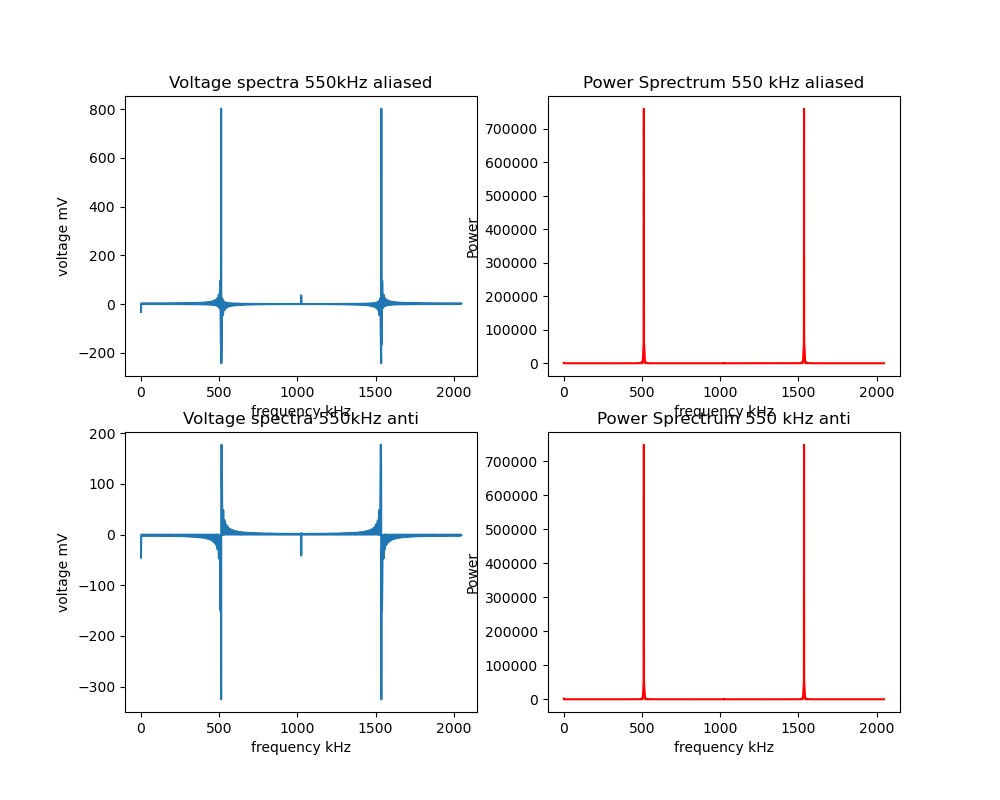 Voltage spectra 550kHz aliased
Power Sprectrum 550 kHz aliased
800
600
400
200
0
−200
voltage mV
0 500 1000 1500 2000
frequency kHz
700000
600000
500000
400000
300000
200000
100000
0
Power
0 500 1000 1500 2000
frequency kHz
Voltage spectra 550kHz anti
Power Sprectrum 550 kHz anti
200
100
0
−100
−200
−300
voltage mV
0 500 1000 1500 2000
frequency kHz
700000
600000
500000
400000
300000
200000
100000
0
Power
0 500 1000 1500 2000
frequency kHz